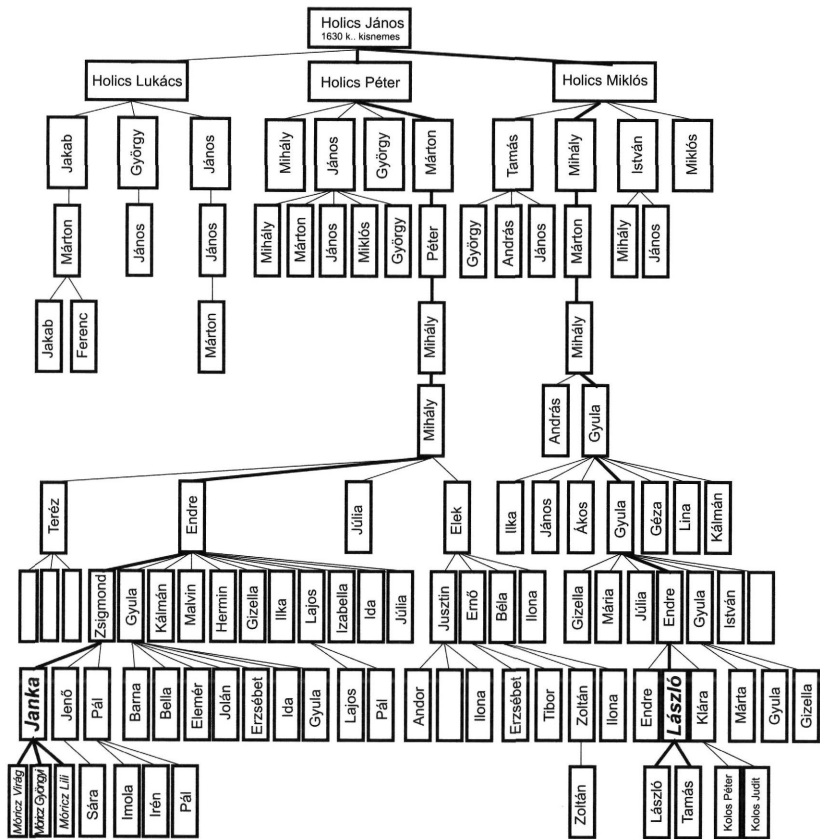 Holics János
1630 k.. kisnemes
Holics Lukács
Holics Péter
Holics Miklós
Jakab
György
János
Mihály
János
György
Márton
Tamás
Mihály
István
Miklós
Márton
János
János
Mihály
Márton
János
Miklós
György
Péter
György
András
János
Márton
Mihály
János
Jakab
Ferenc
Márton
Mihály
Mihály
Mihály
András
Gyula
Teréz
Endre
Júlia
Elek
Ilka
János
Ákos
Gyula
Géza
Lina
Kálmán
Zsigmond
Gyula
Kálmán
Malvin
Hermin
Gizella
Ilka
Lajos
Izabella
Ida
Júlia
Jusztin
Ernő
Béla
Ilona
Gizella
Mária
Júlia
Endre
Gyula
István
Janka
Jenő
Pál
Barna
Bella
Elemér
Jolán
Erzsébet
Ida
Gyula
Lajos
Pál
Andor
Ilona
Erzsébet
Tibor
Zoltán
Ilona
Endre
László
Klára
Márta
Gyula
Gizella
Móricz Virág
Móricz Gyöngyi
Móricz Lili
Sára
Imola
Irén
Pál
Zoltán
László
Tamás
Kolos Péter
Kolos Judit